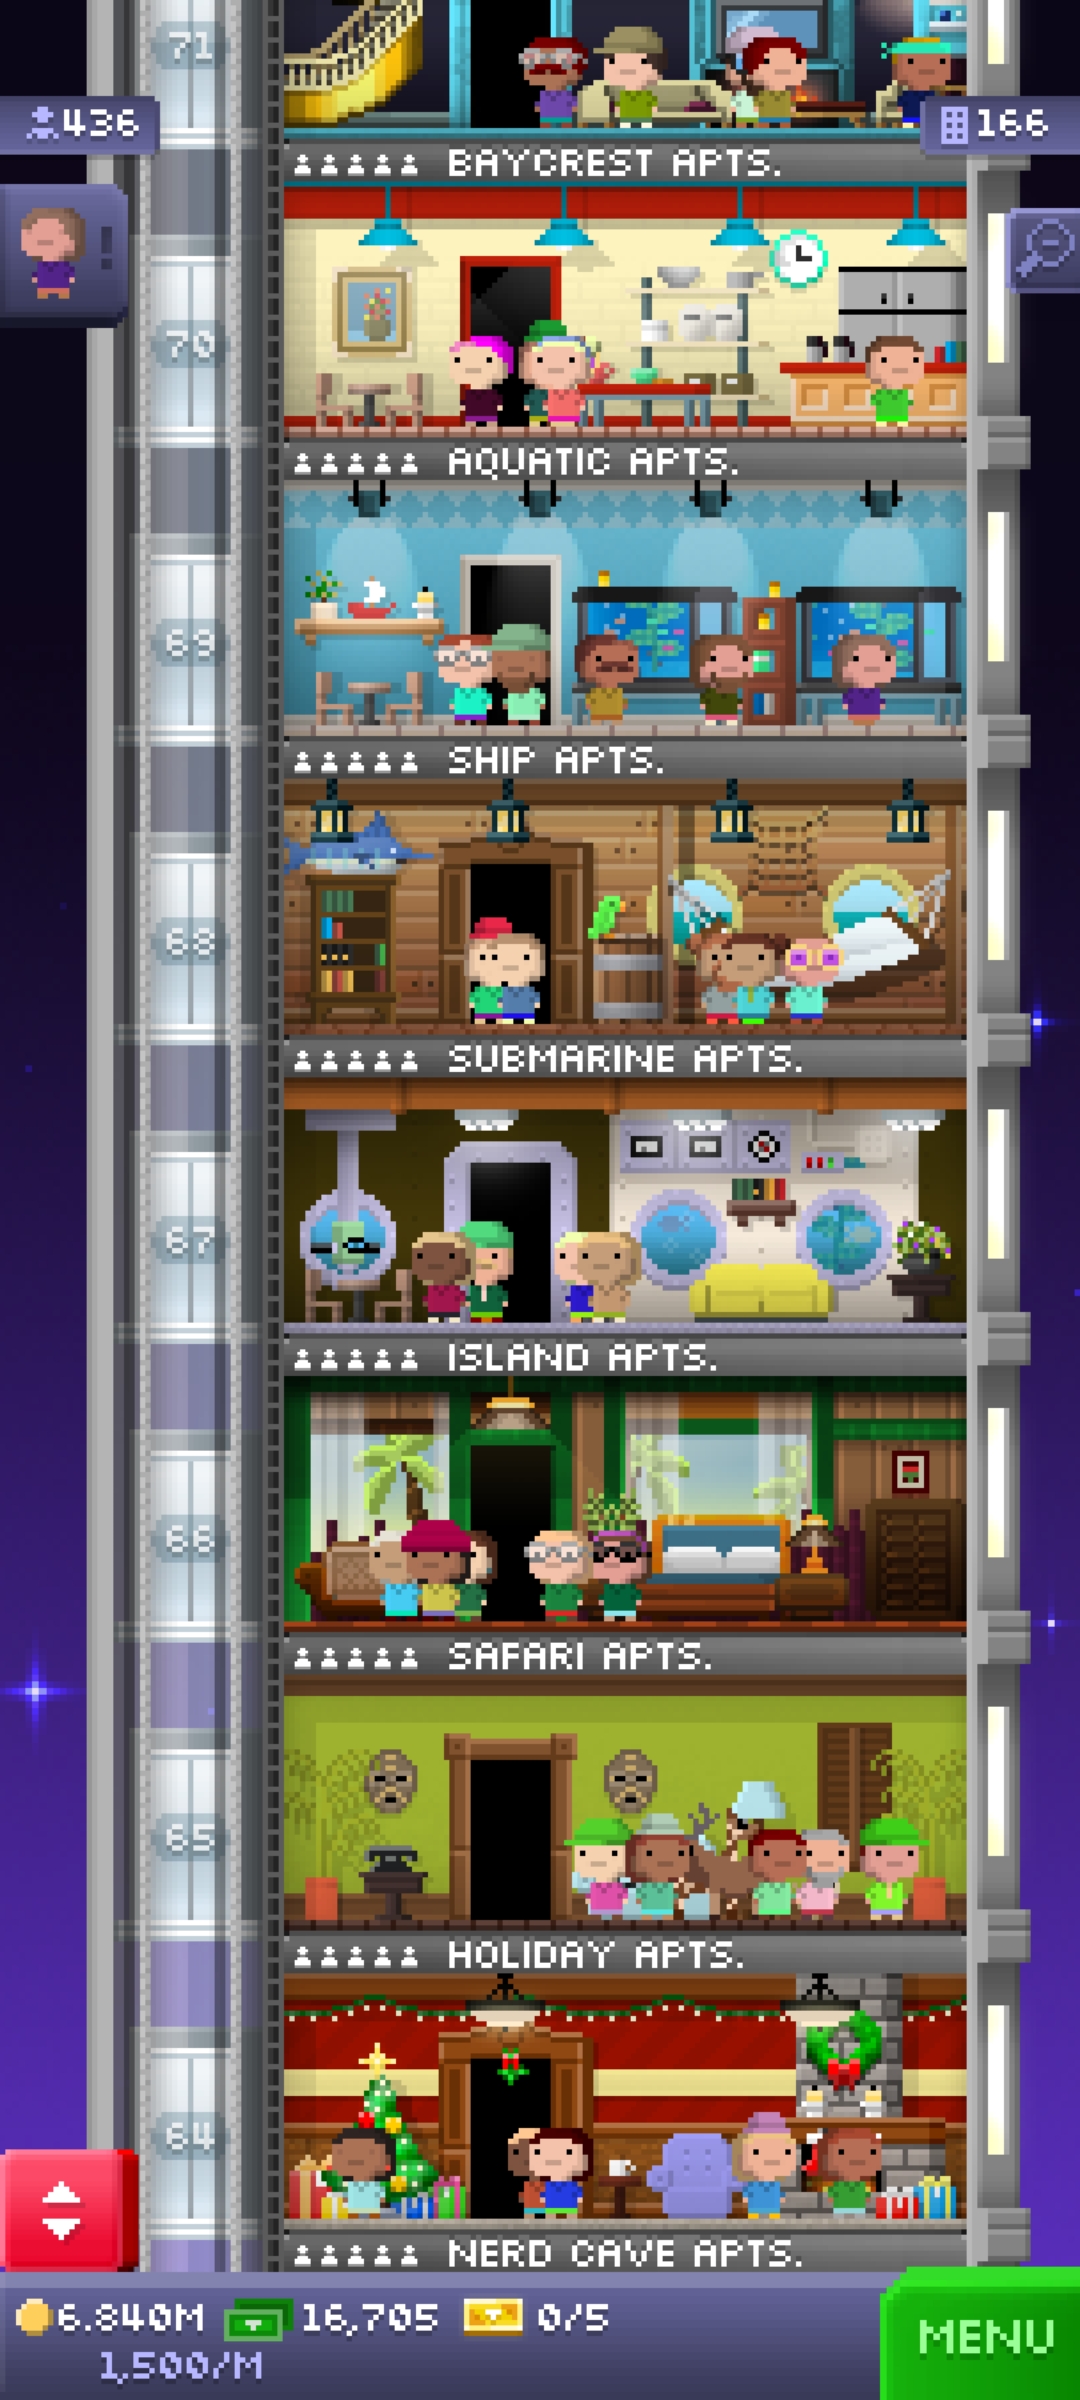 71
436
166
BAYCREST APTS.
!
70
AQUATIC APTS.
69
SHIP APTS.
68
SUBMARINE APTS.
67
ISLAND APTS.
66
SAFARI APTS.
65
HOLIDAY APTS.
64
NERD CAVE APTS.
6.840M 16,705 0/5
1,500/M
MENU